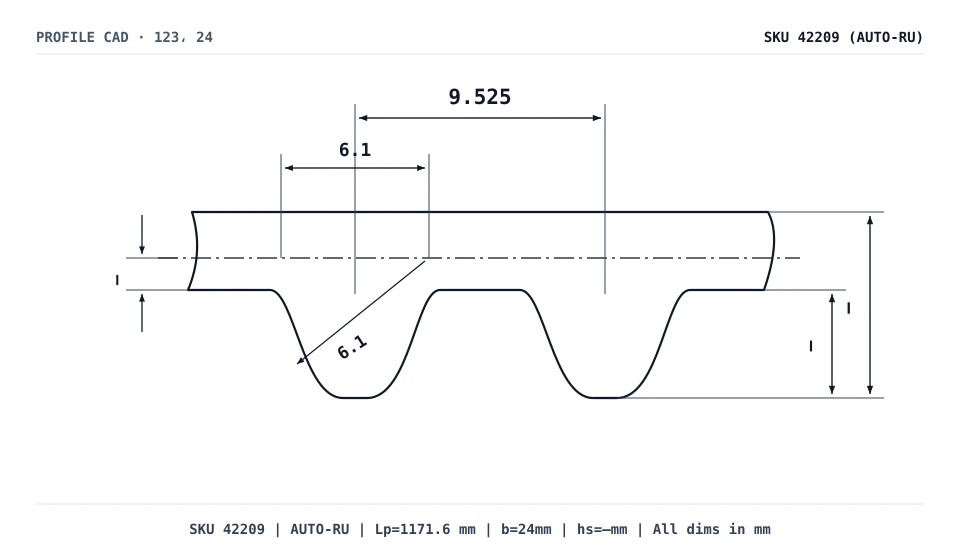 PROFILE CAD · 123, 24
SKU 42209 (AUTO-RU)
9.525
6.1
–
–
–
6.1
SKU 42209 | AUTO-RU | Lp=1171.6 mm | b=24mm | hs=—mm | All dims in mm